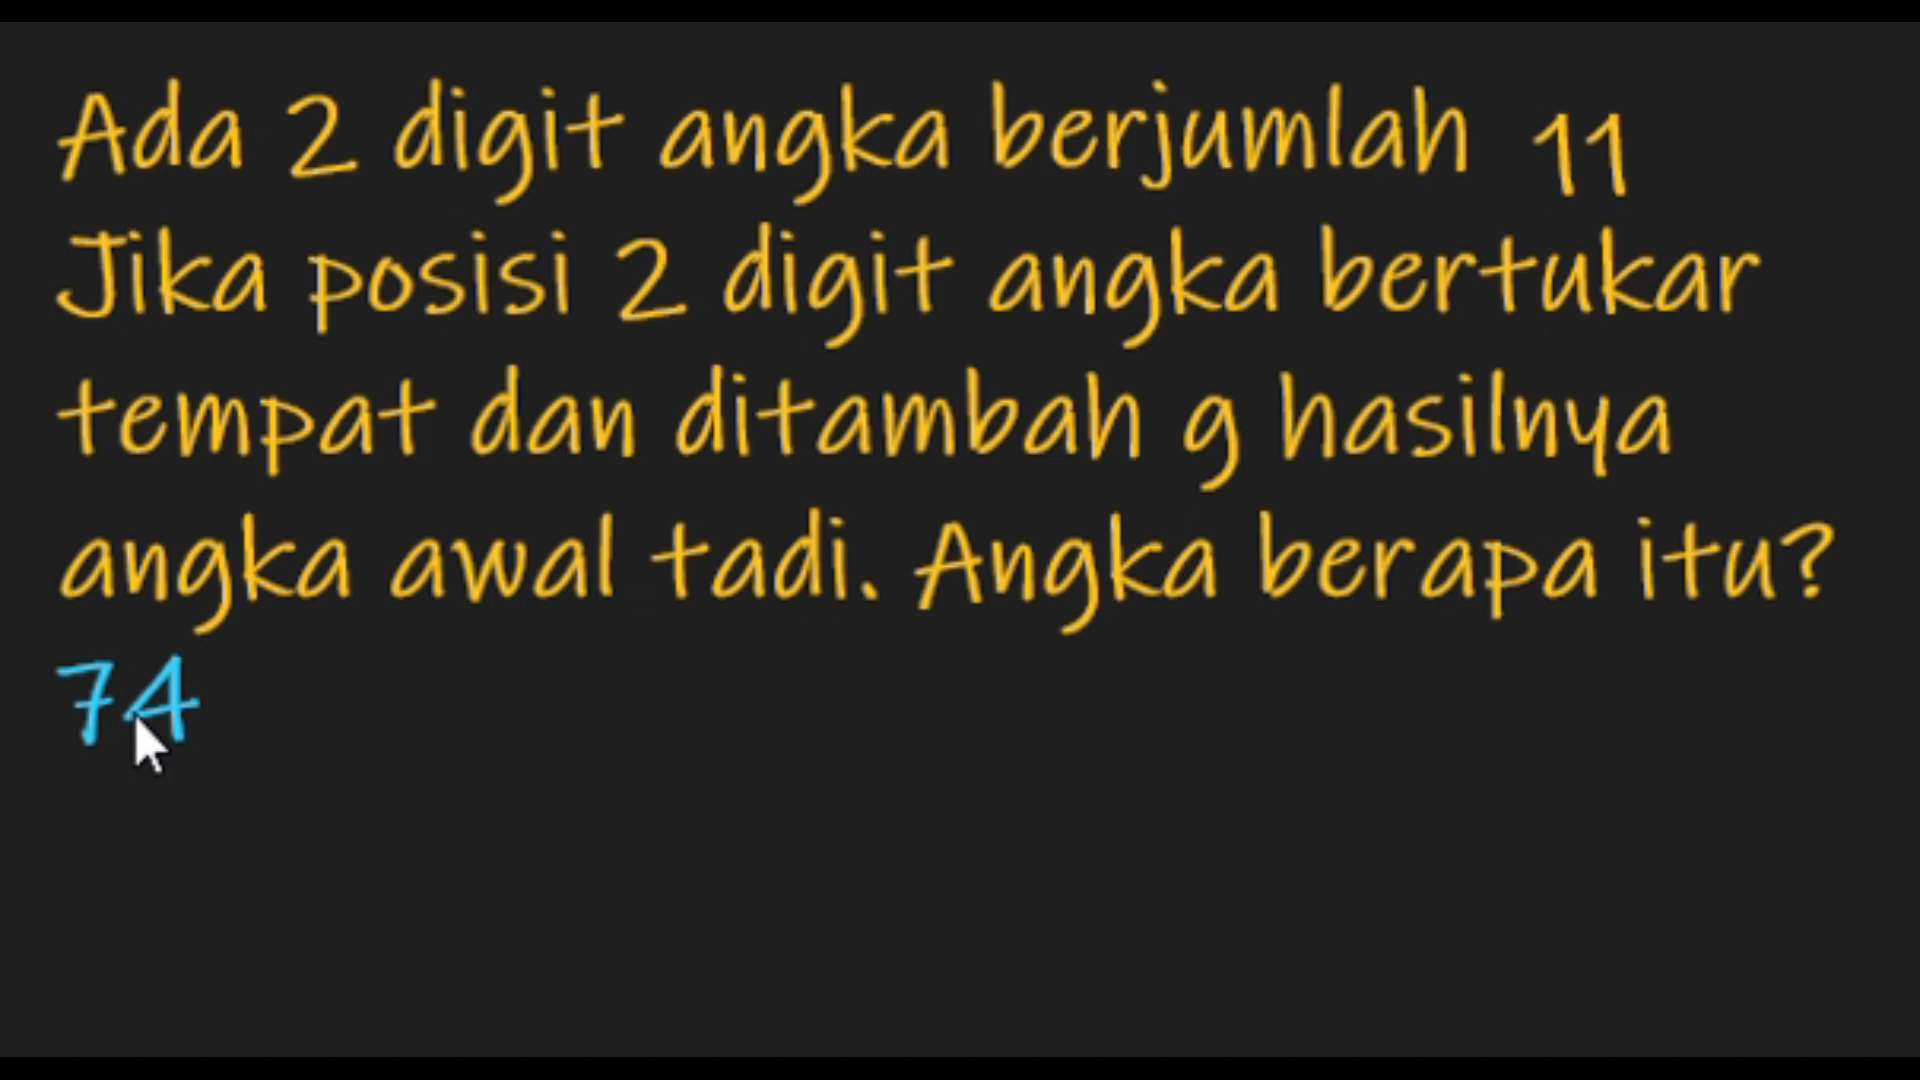 Ada 2 digit angka berjumlah 11
Jika posisi 2 digit angka bertukar
tempat dan ditambah 9 hasilnya
angka awal tadi. Angka berapa itu?
74